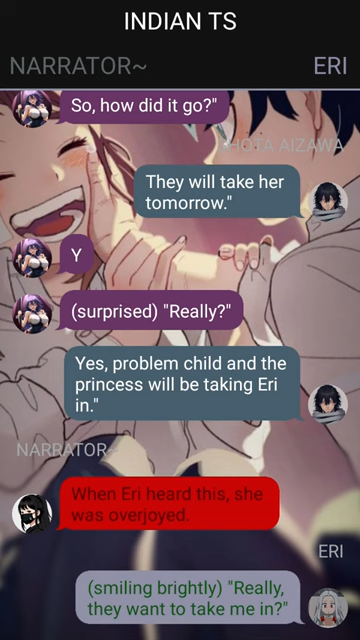 INDIAN TS
NARRATOR~
ERI
So, how did it go?"
SHOTA AIZAWA
They will take her
tomorrow."
Y
(surprised) "Really?"
Yes, problem child and the
princess will be taking Eri
in."
NARRATOR~
When Eri heard this, she
was overjoyed.
ERI
(smiling brightly) "Really,
they want to take me in?"